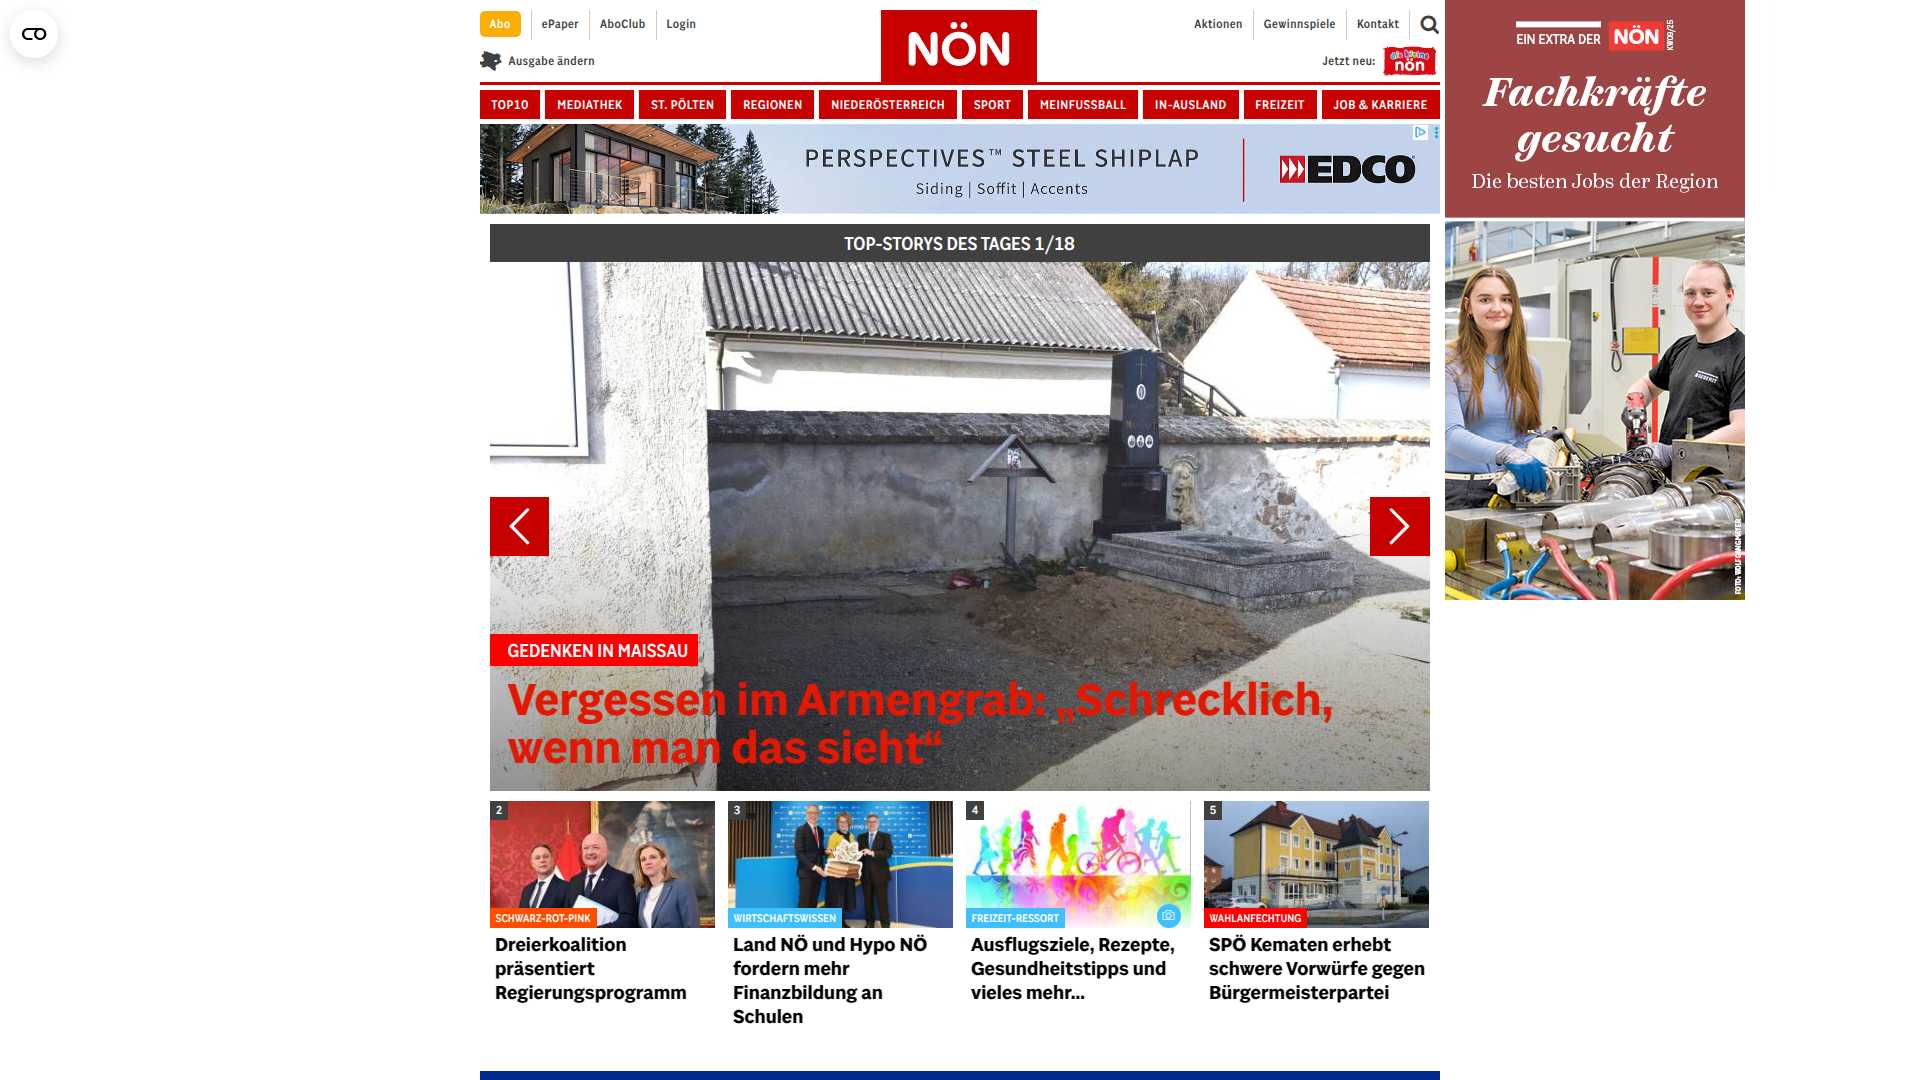 Abo
ePaper
AboClub
Login
Aktionen
Gewinnspiele
Kontakt
Ausgabe ändern
NÖN
Jetzt neu:
die kleine
nön
TOP10
MEDIATHEK
ST. PÖLTEN
REGIONEN
NIEDERÖSTERREICH
SPORT
MEINFUSSBALL
IN-AUSLAND
FREIZEIT
JOB & KARRIERE
PERSPECTIVES™ STEEL SHIPLAP
Siding | Soffit | Accents
EDCO
EIN EXTRA DER NÖN
KW09/25
Fachkräfte
gesucht
Die besten Jobs der Region
FOTO: WOLFGANG MAYER
TOP-STORYS DES TAGES 1/18
GEDENKEN IN MAISSAU
Vergessen im Armengrab: „Schrecklich,
wenn man das sieht“
2
SCHWARZ-ROT-PINK
Dreierkoalition
präsentiert
Regierungsprogramm
3
WIRTSCHAFTSWISSEN
Land NÖ und Hypo NÖ
fordern mehr
Finanzbildung an
Schulen
4
FREIZEIT-RESSORT
Ausflugsziele, Rezepte,
Gesundheitstipps und
vieles mehr...
5
WAHLANFECHTUNG
SPÖ Kematen erhebt
schwere Vorwürfe gegen
Bürgermeisterpartei